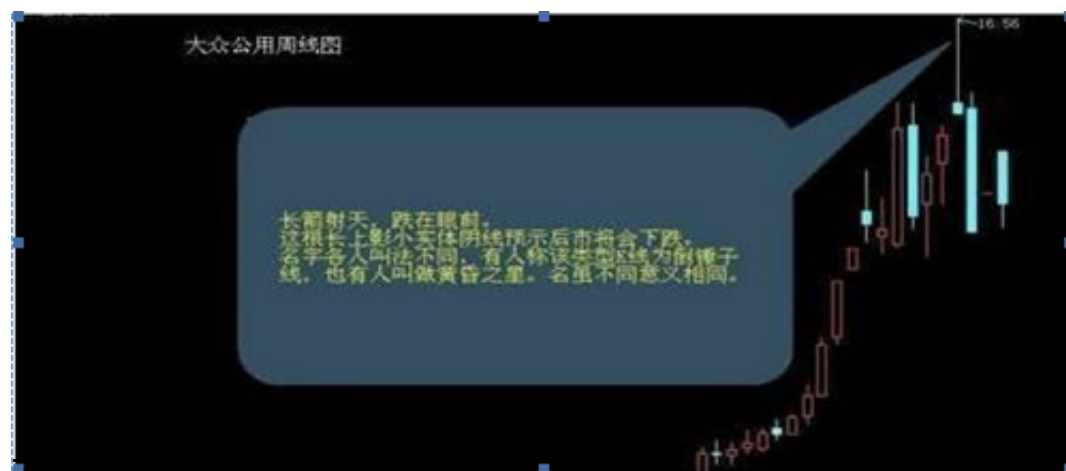 大众公用周线图
16.56
长箭射天，跌在眼前。
这根长上影小实体阴线预示后市将会下跌。
名字各人叫法不同，有人称该类型K线为倒锤子
线，也有人叫做黄昏之星。名虽不同意义相同。